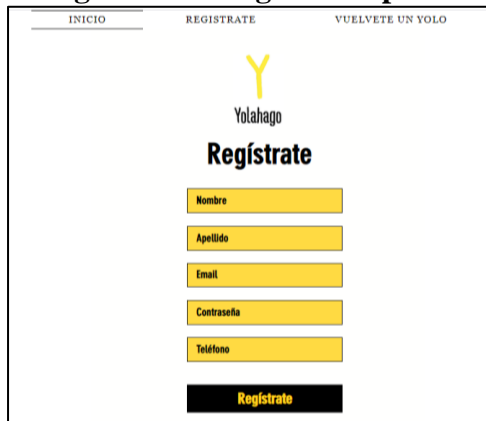 INICIO REGISTRATE VUELVETE UN YOLO
Y
Yolahago
Regístrate
Nombre
Apellido
Email
Contraseña
Teléfono
Regístrate